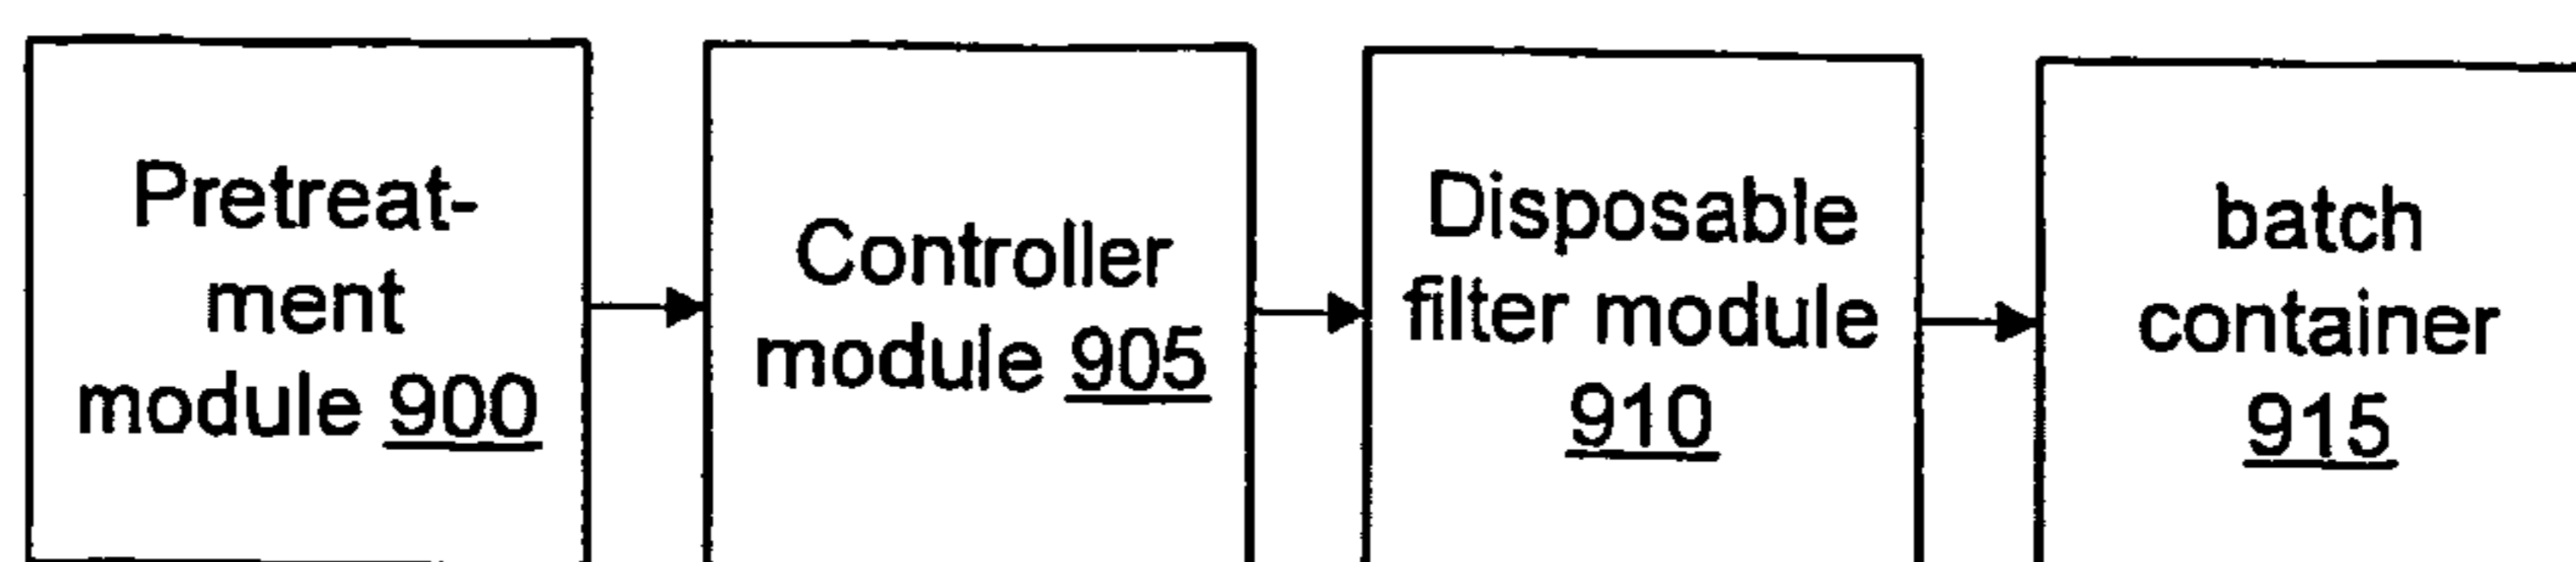 Pretreat-
ment
module 900
Controller
module 905
Disposable
filter module
910
batch
container
915